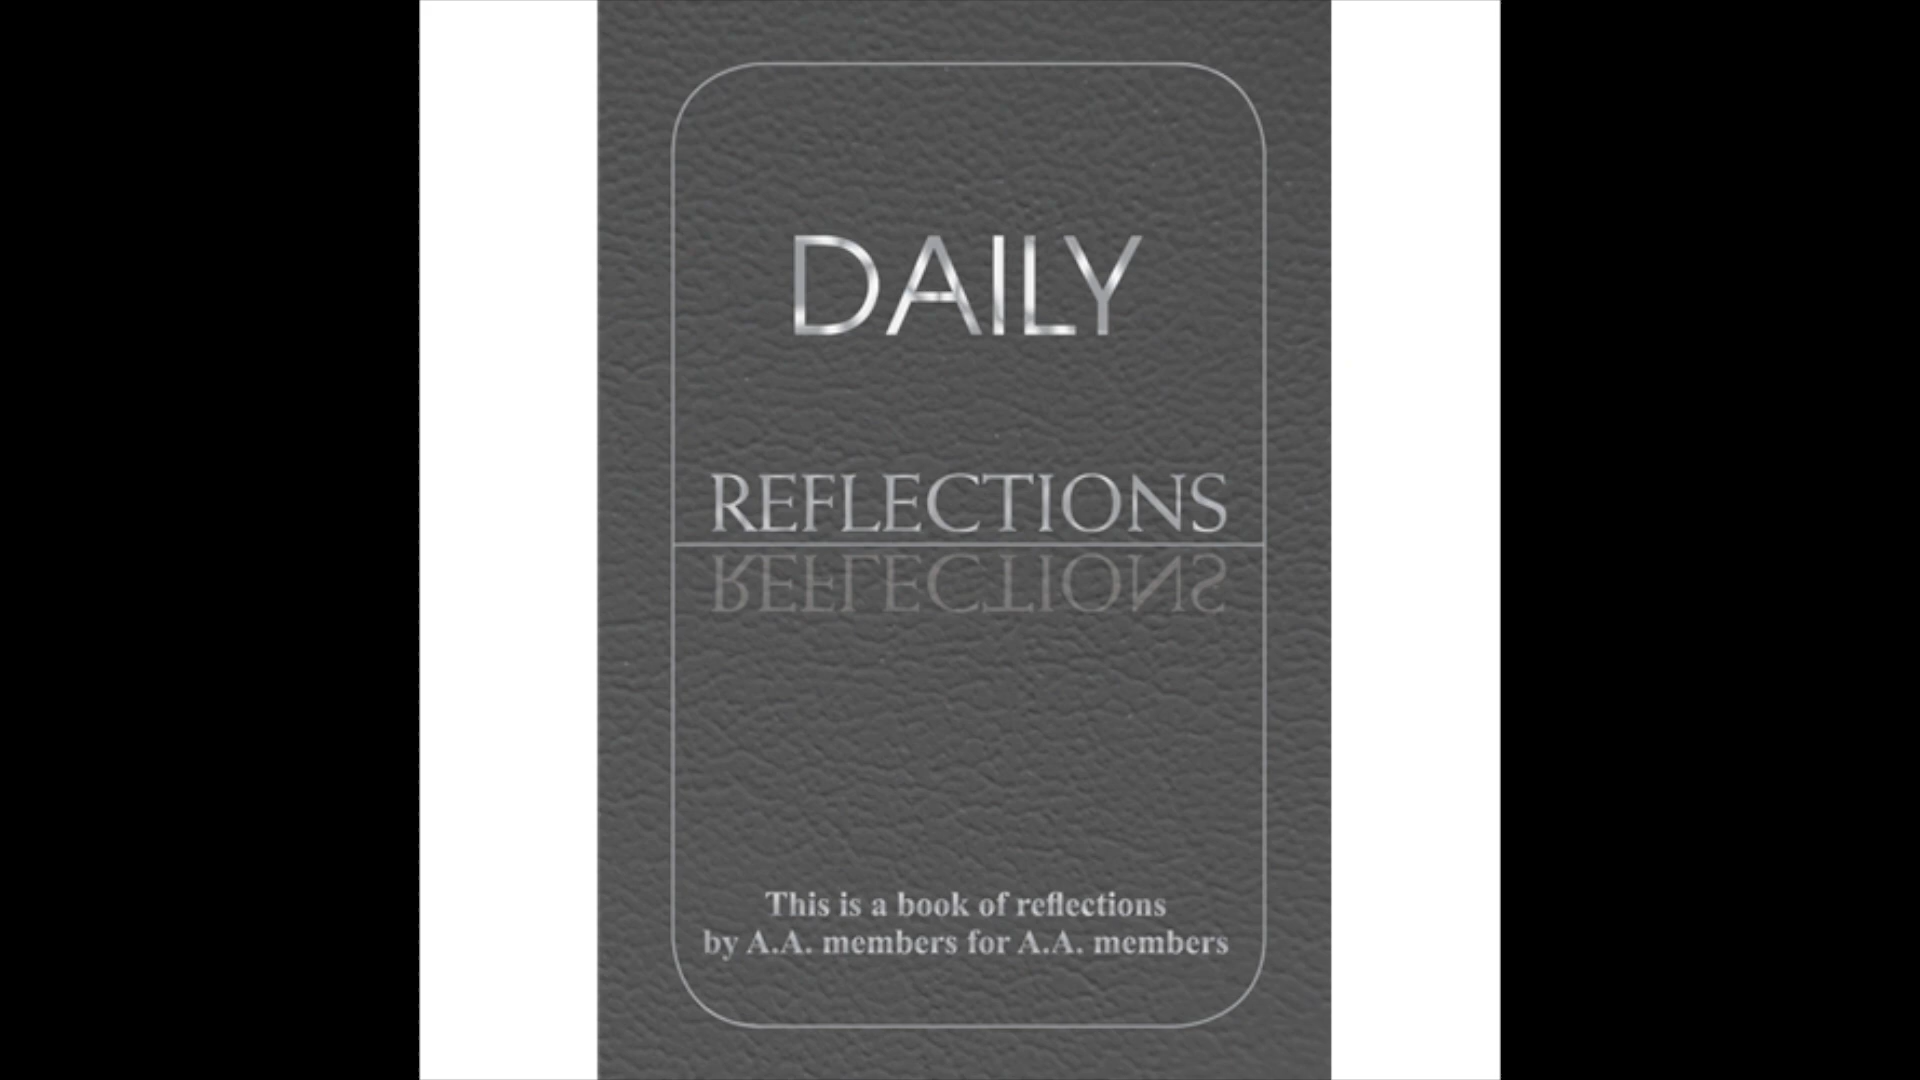 DAILY
REFLECTIONS
REFLECTIONS
This is a book of reflections
by A.A. members for A.A. members